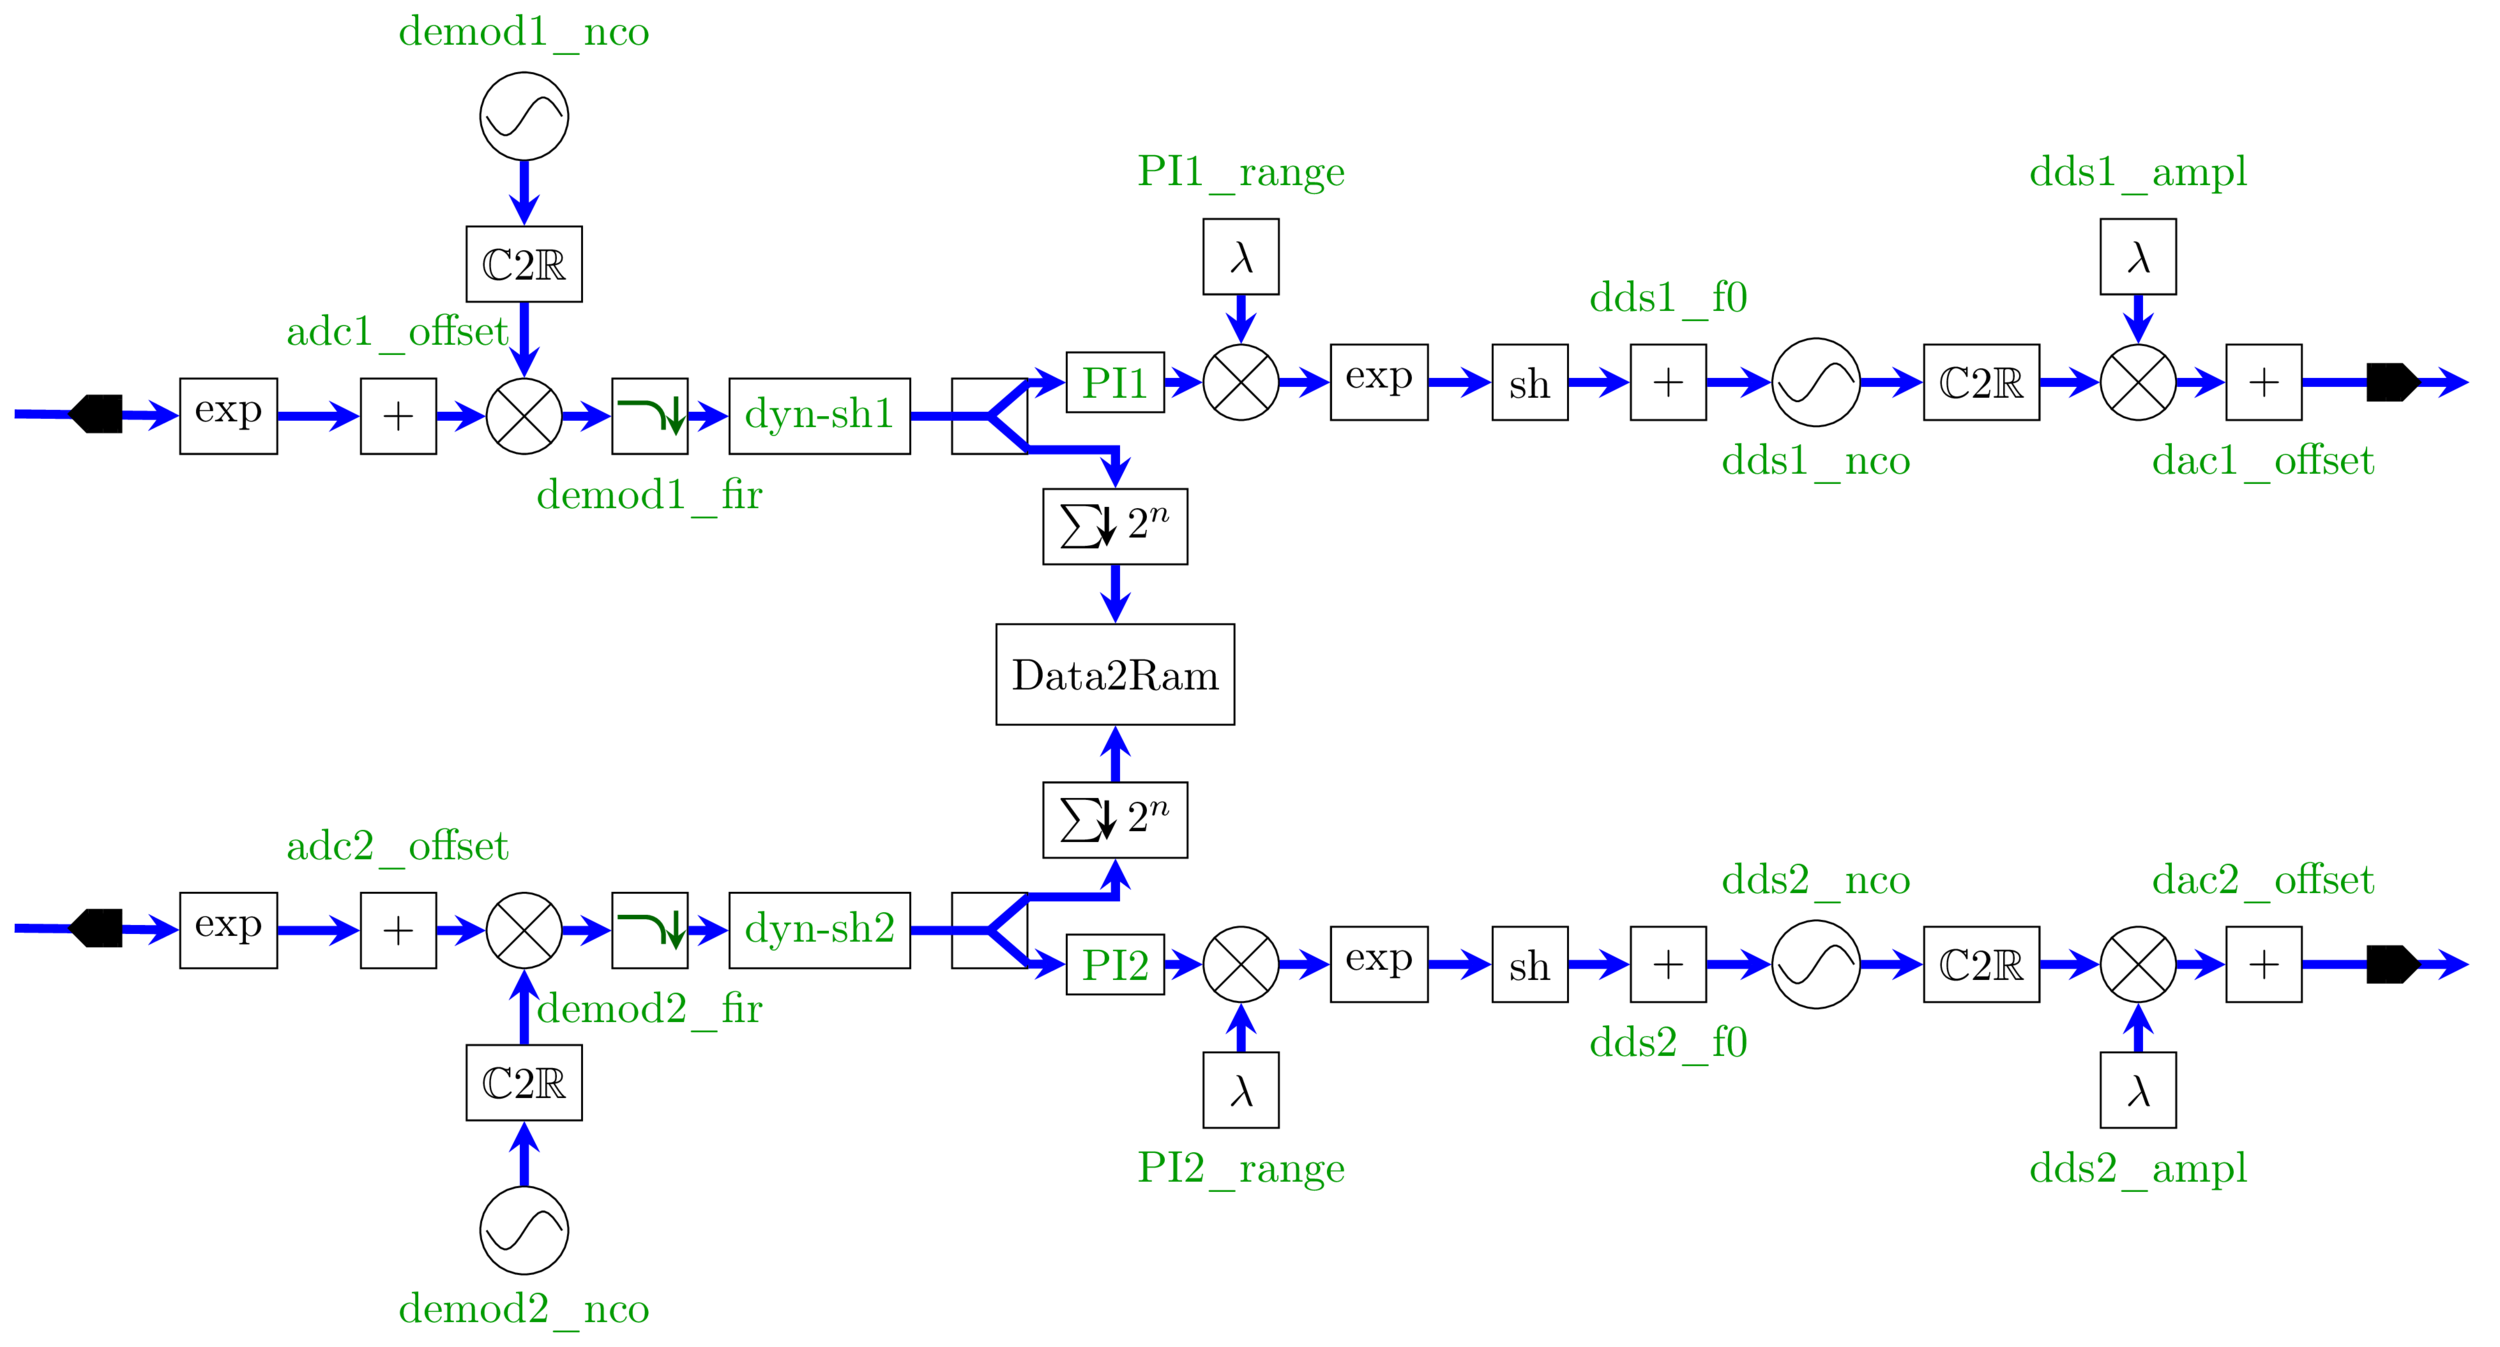 demod1_nco
ℂ2ℝ
PI1_range
λ
dds1_ampl
λ
adc1_offset
dds1_f0
exp
+
dyn-sh1
PI1
exp
sh
+
ℂ2ℝ
+
demod1_fir
dds1_nco
dac1_offset
∑ 2ⁿ
Data2Ram
∑ 2ⁿ
adc2_offset
dds2_nco
dac2_offset
exp
+
dyn-sh2
PI2
exp
sh
+
ℂ2ℝ
+
demod2_fir
dds2_f0
ℂ2ℝ
λ
λ
PI2_range
dds2_ampl
demod2_nco